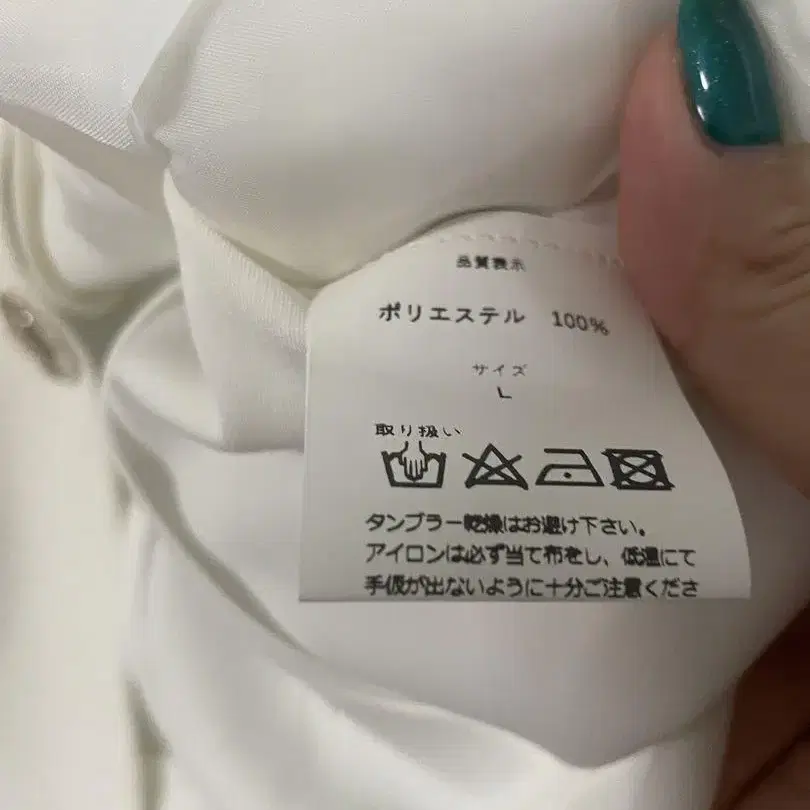 品質表示
ポリエステル 100%
サイズ
L
取り扱い
タンブラー乾燥はお避け下さい。
アイロンは必ず当て布をし、低温にて
手仮が出ないように十分ご注意くださ